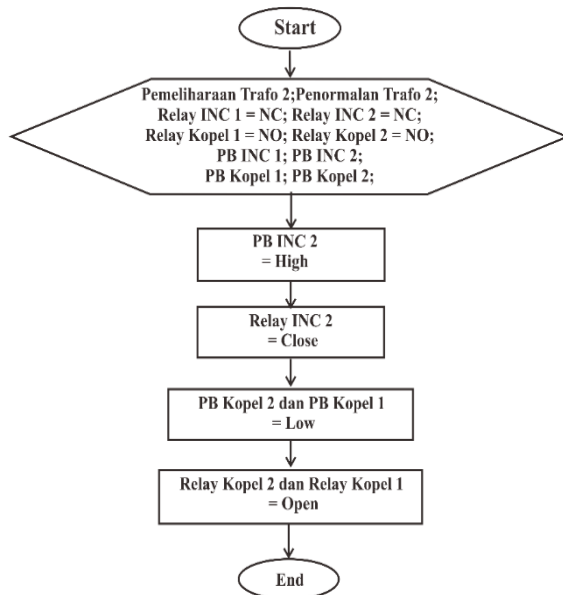 Start
Pemeliharaan Trafo 2;Penormalan Trafo 2;
Relay INC 1 = NC; Relay INC 2 = NC;
Relay Kopel 1 = NO; Relay Kopel 2 = NO;
PB INC 1; PB INC 2;
PB Kopel 1; PB Kopel 2;
PB INC 2
= High
Relay INC 2
= Close
PB Kopel 2 dan PB Kopel 1
= Low
Relay Kopel 2 dan Relay Kopel 1
= Open
End